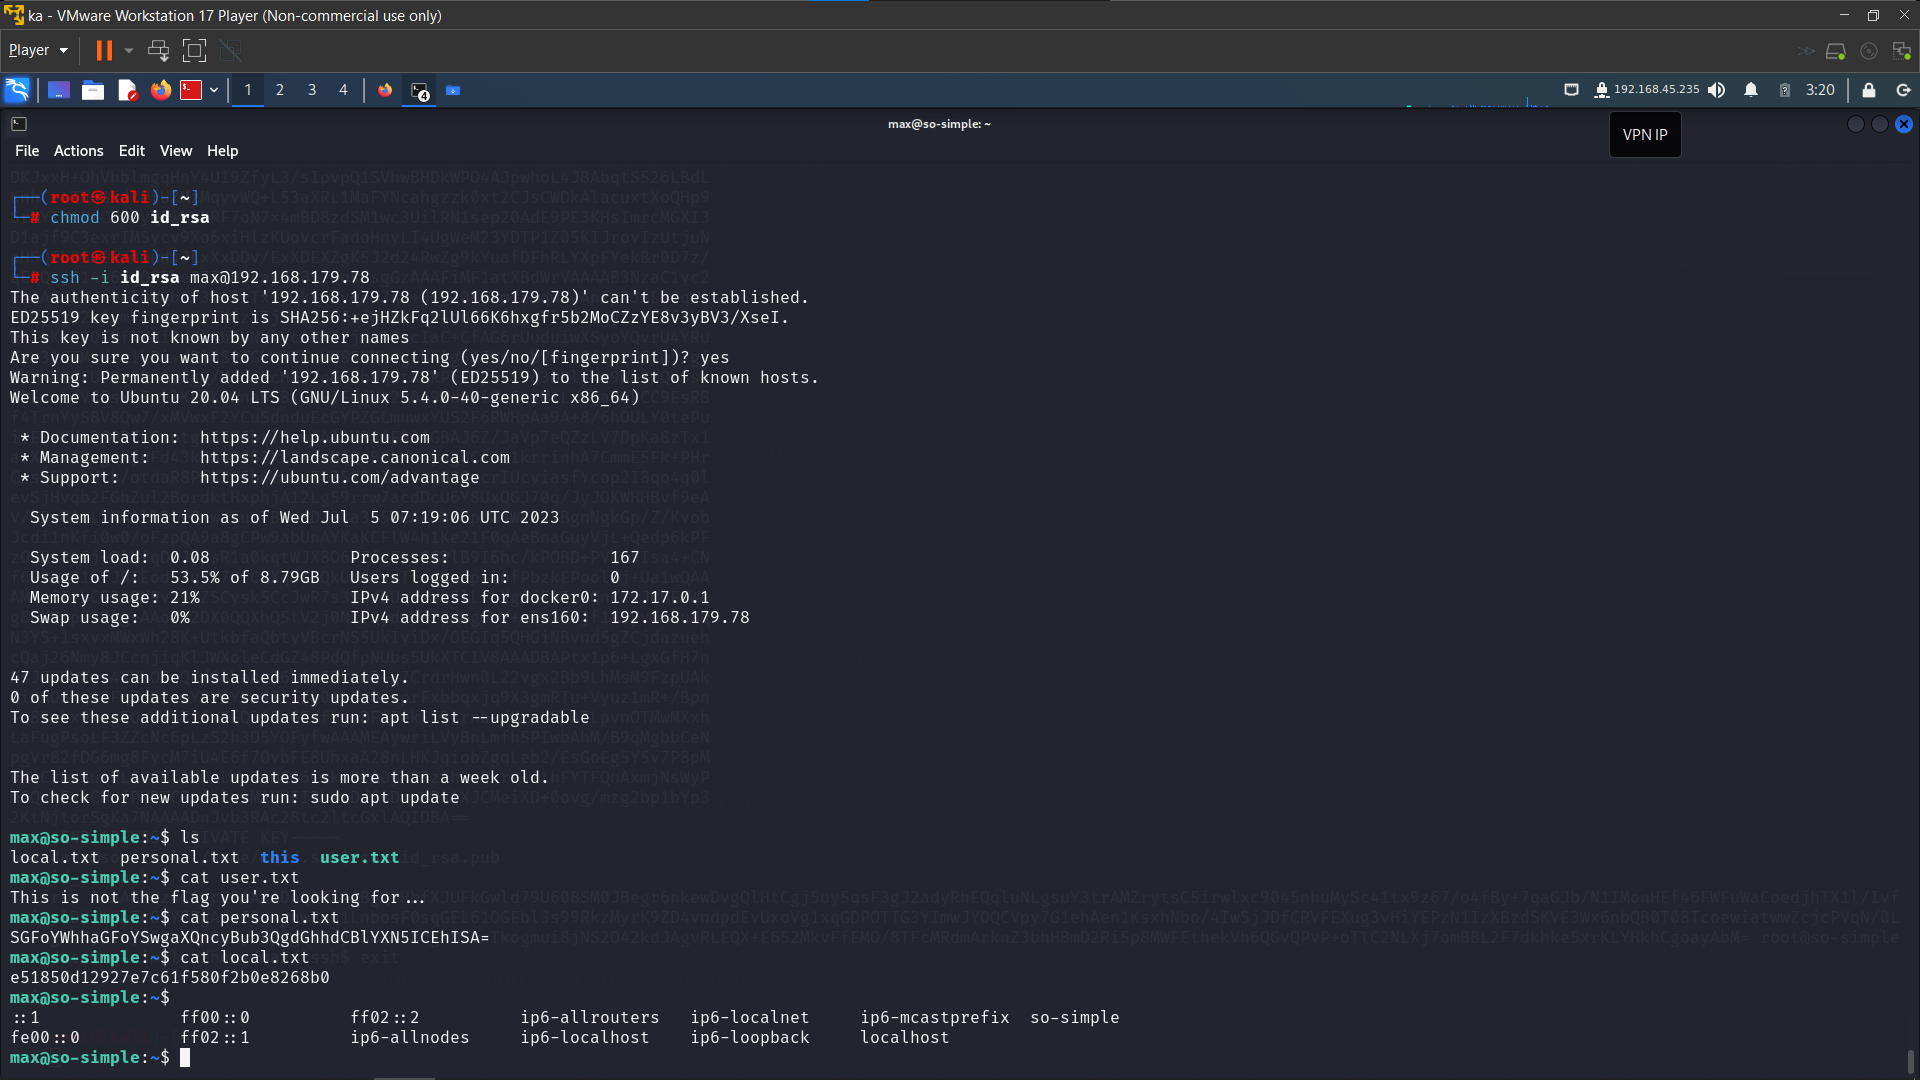 ka - VMware Workstation 17 Player (Non-commercial use only)
Player
1 2 3 4
4
192.168.45.235
3:20
max@so-simple: ~
VPN IP
File Actions Edit View Help
┌──(root㉿kali)-[~]
└─# chmod 600 id_rsa
┌──(root㉿kali)-[~]
└─# ssh -i id_rsa max@192.168.179.78
The authenticity of host '192.168.179.78 (192.168.179.78)' can't be established.
ED25519 key fingerprint is SHA256:+ejHZkFq2lUl66K6hxgfr5b2MoCZzYE8v3yBV3/XseI.
This key is not known by any other names
Are you sure you want to continue connecting (yes/no/[fingerprint])? yes
Warning: Permanently added '192.168.179.78' (ED25519) to the list of known hosts.
Welcome to Ubuntu 20.04 LTS (GNU/Linux 5.4.0-40-generic x86_64)
* Documentation: https://help.ubuntu.com
* Management: https://landscape.canonical.com
* Support: https://ubuntu.com/advantage
System information as of Wed Jul 5 07:19:06 UTC 2023
System load: 0.08 Processes: 167
Usage of /: 53.5% of 8.79GB Users logged in: 0
Memory usage: 21% IPv4 address for docker0: 172.17.0.1
Swap usage: 0% IPv4 address for ens160: 192.168.179.78
47 updates can be installed immediately.
0 of these updates are security updates.
To see these additional updates run: apt list --upgradable
The list of available updates is more than a week old.
To check for new updates run: sudo apt update
max@so-simple:~$ ls
local.txt personal.txt this user.txt
max@so-simple:~$ cat user.txt
This is not the flag you're looking for...
max@so-simple:~$ cat personal.txt
SGFoYWhhaGFoYSwgaXQncyBub3QgdGhhdCBlYXN5ICEhISA=
max@so-simple:~$ cat local.txt
e51850d12927e7c61f580f2b0e8268b0
max@so-simple:~$
::1 ff00::0 ff02::2 ip6-allrouters ip6-localnet ip6-mcastprefix so-simple
fe00::0 ff02::1 ip6-allnodes ip6-localhost ip6-loopback localhost
max@so-simple:~$